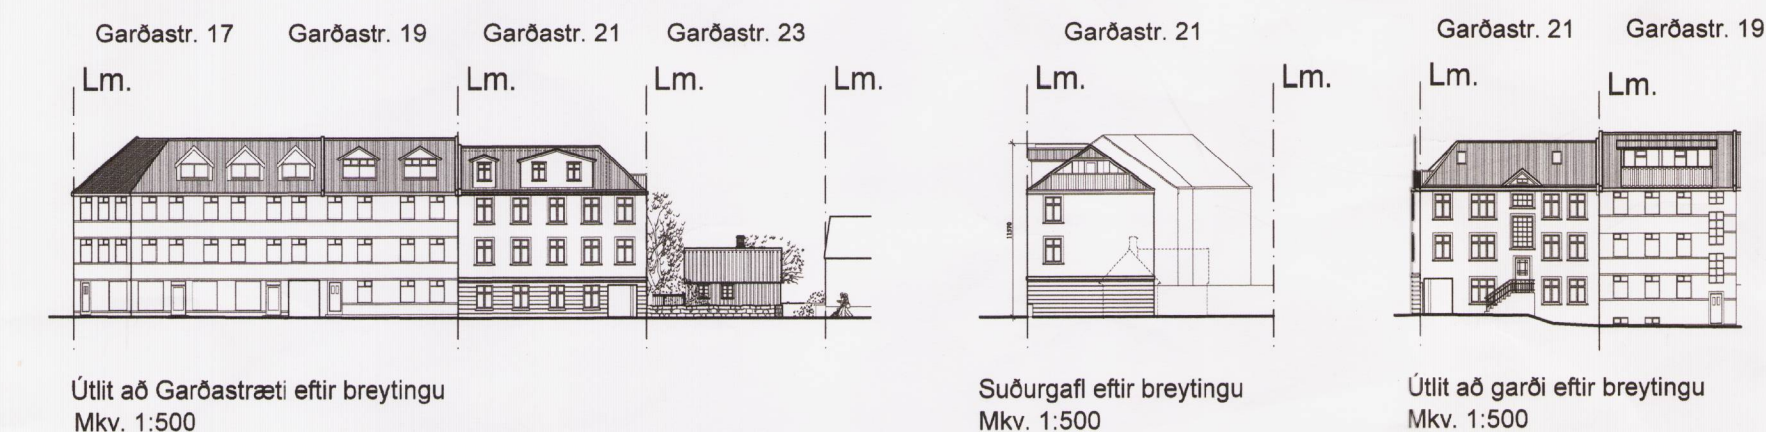 Garðastr. 17 Garðastr. 19 Garðastr. 21 Garðastr. 23
Lm. Lm. Lm. Lm.
Útlit að Garðastræti eftir breytingu
Mkv. 1:500
Garðastr. 21
Lm. Lm.
Suðurgafl eftir breytingu
Mkv. 1:500
Garðastr. 21 Garðastr. 19
Lm. Lm.
Útlit að garði eftir breytingu
Mkv. 1:500